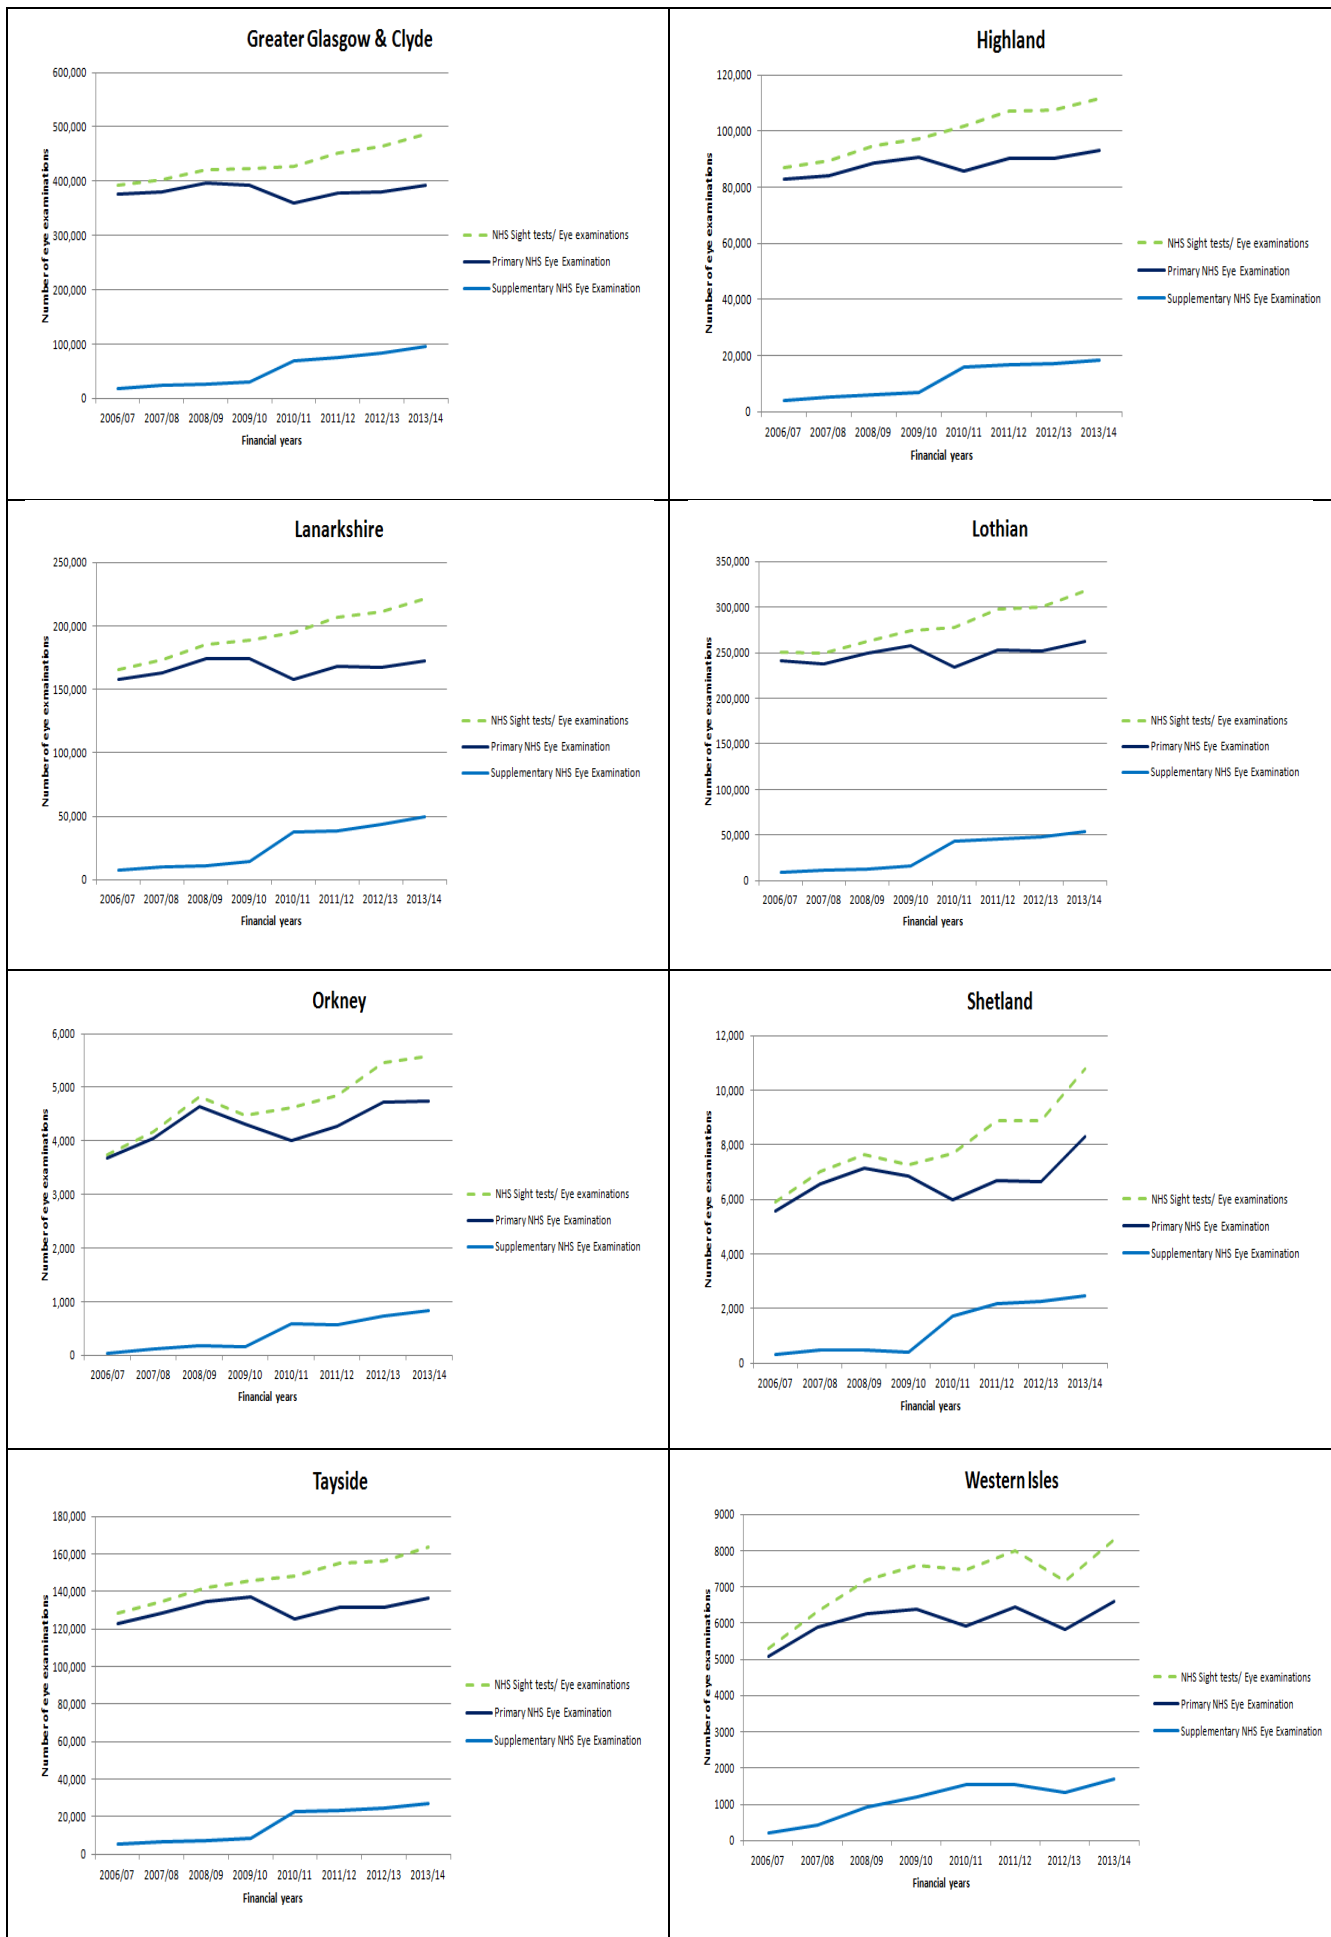 Greater Glasgow & Clyde
600,000
500,000
400,000
300,000
200,000
100,000
0
Number of eye examinations
2006/07 2007/08 2008/09 2009/10 2010/11 2011/12 2012/13 2013/14
Financial years
NHS Sight tests/ Eye examinations
Primary NHS Eye Examination
Supplementary NHS Eye Examination
Highland
120,000
100,000
80,000
60,000
40,000
20,000
0
Number of eye examinations
2006/07 2007/08 2008/09 2009/10 2010/11 2011/12 2012/13 2013/14
Financial years
NHS Sight tests/ Eye examinations
Primary NHS Eye Examination
Supplementary NHS Eye Examination
Lanarkshire
250,000
200,000
150,000
100,000
50,000
0
Number of eye exmainations
2006/07 2007/08 2008/09 2009/10 2010/11 2011/12 2012/13 2013/14
Financial years
NHS Sight tests/ Eye examinations
Primary NHS Eye Examination
Supplementary NHS Eye Examination
Lothian
350,000
300,000
250,000
200,000
150,000
100,000
50,000
0
Number of eye examinations
2006/07 2007/08 2008/09 2009/10 2010/11 2011/12 2012/13 2013/14
Financial years
NHS Sight tests/ Eye examinations
Primary NHS Eye Examination
Supplementary NHS Eye Examination
Orkney
6,000
5,000
4,000
3,000
2,000
1,000
0
Number of eye examinations
2006/07 2007/08 2008/09 2009/10 2010/11 2011/12 2012/13 2013/14
Financial years
NHS Sight tests/ Eye examinations
Primary NHS Eye Examination
Supplementary NHS Eye Examination
Shetland
12,000
10,000
8,000
6,000
4,000
2,000
0
Number of eye examinations
2006/07 2007/08 2008/09 2009/10 2010/11 2011/12 2012/13 2013/14
Financial years
NHS Sight tests/ Eye examinations
Primary NHS Eye Examination
Supplementary NHS Eye Examination
Tayside
180,000
160,000
140,000
120,000
100,000
80,000
60,000
40,000
20,000
0
Number of eye examinations
2006/07 2007/08 2008/09 2009/10 2010/11 2011/12 2012/13 2013/14
Financial years
NHS Sight tests/ Eye examinations
Primary NHS Eye Examination
Supplementary NHS Eye Examination
Western Isles
9000
8000
7000
6000
5000
4000
3000
2000
1000
0
Number of eye examinations
2006/07 2007/08 2008/09 2009/10 2010/11 2011/12 2012/13 2013/14
Financial years
NHS Sight tests/ Eye examinations
Primary NHS Eye Examination
Supplementary NHS Eye Examination